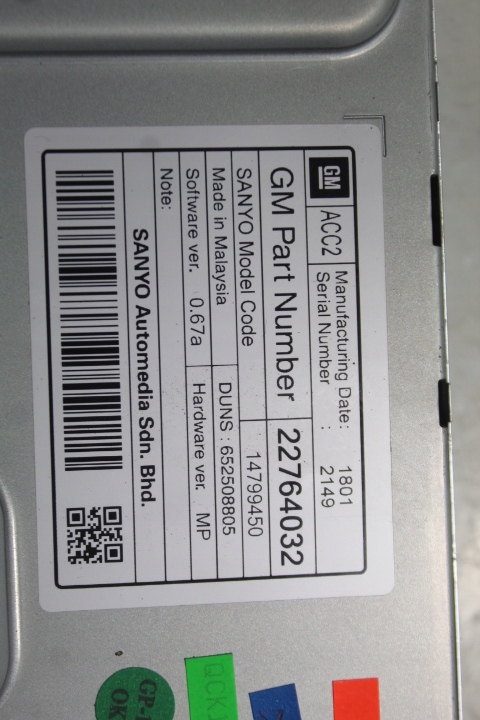 GM ACC2 Manufacturing Date: 1801
Serial Number : 2149
GM Part Number 22764032
SANYO Model Code 14799450
Made in Malaysia DUNS : 652508805
Software ver. 0.67a Hardware ver. MP
Note:
SANYO Automedia Sdn. Bhd.
OK